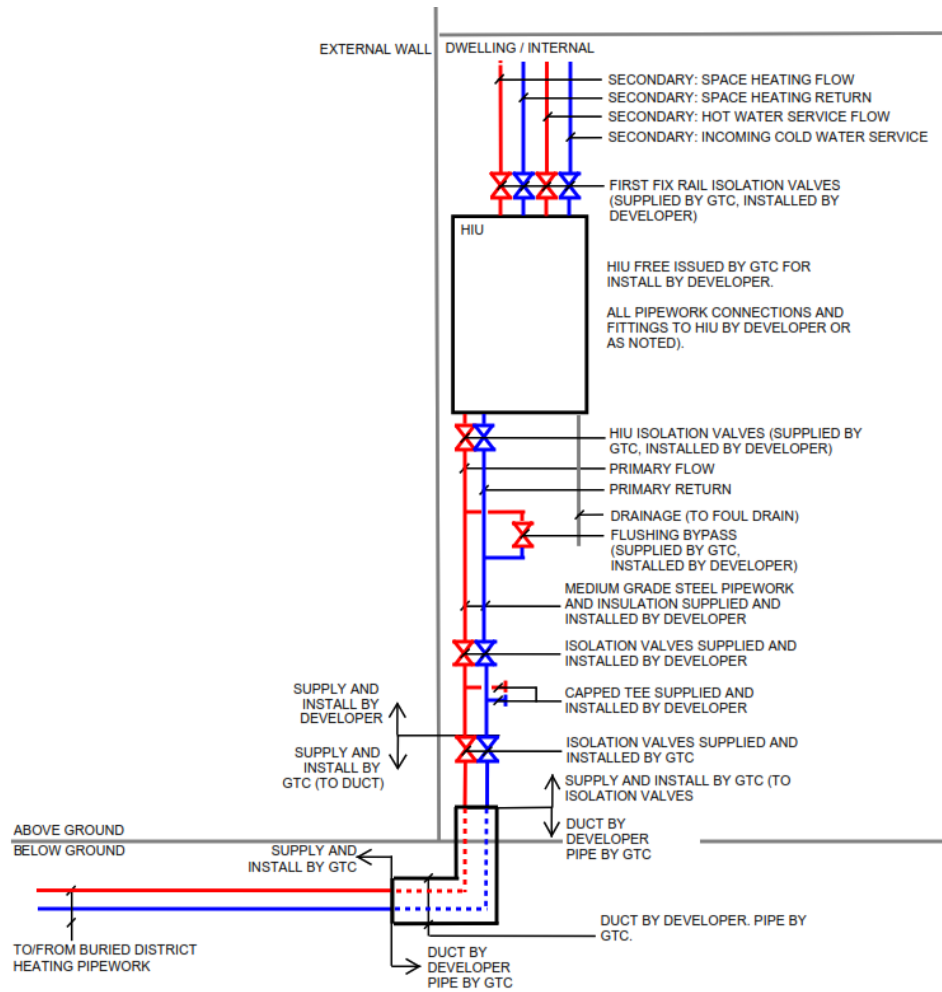 EXTERNAL WALL
DWELLING / INTERNAL
SECONDARY: SPACE HEATING FLOW
SECONDARY: SPACE HEATING RETURN
SECONDARY: HOT WATER SERVICE FLOW
SECONDARY: INCOMING COLD WATER SERVICE
FIRST FIX RAIL ISOLATION VALVES
(SUPPLIED BY GTC, INSTALLED BY
DEVELOPER)
HIU
HIU FREE ISSUED BY GTC FOR
INSTALL BY DEVELOPER.
ALL PIPEWORK CONNECTIONS AND
FITTINGS TO HIU BY DEVELOPER OR
AS NOTED).
HIU ISOLATION VALVES (SUPPLIED BY
GTC, INSTALLED BY DEVELOPER)
PRIMARY FLOW
PRIMARY RETURN
DRAINAGE (TO FOUL DRAIN)
FLUSHING BYPASS
(SUPPLIED BY GTC,
INSTALLED BY DEVELOPER)
MEDIUM GRADE STEEL PIPEWORK
AND INSULATION SUPPLIED AND
INSTALLED BY DEVELOPER
ISOLATION VALVES SUPPLIED AND
INSTALLED BY DEVELOPER
SUPPLY AND
INSTALL BY
DEVELOPER
CAPPED TEE SUPPLIED AND
INSTALLED BY DEVELOPER
SUPPLY AND
INSTALL BY
GTC (TO DUCT)
ISOLATION VALVES SUPPLIED AND
INSTALLED BY GTC
SUPPLY AND INSTALL BY GTC (TO
ISOLATION VALVES
DUCT BY
DEVELOPER
PIPE BY GTC
ABOVE GROUND
BELOW GROUND
SUPPLY AND
INSTALL BY GTC
DUCT BY DEVELOPER. PIPE BY
GTC.
TO/FROM BURIED DISTRICT
HEATING PIPEWORK
DUCT BY
DEVELOPER
PIPE BY GTC